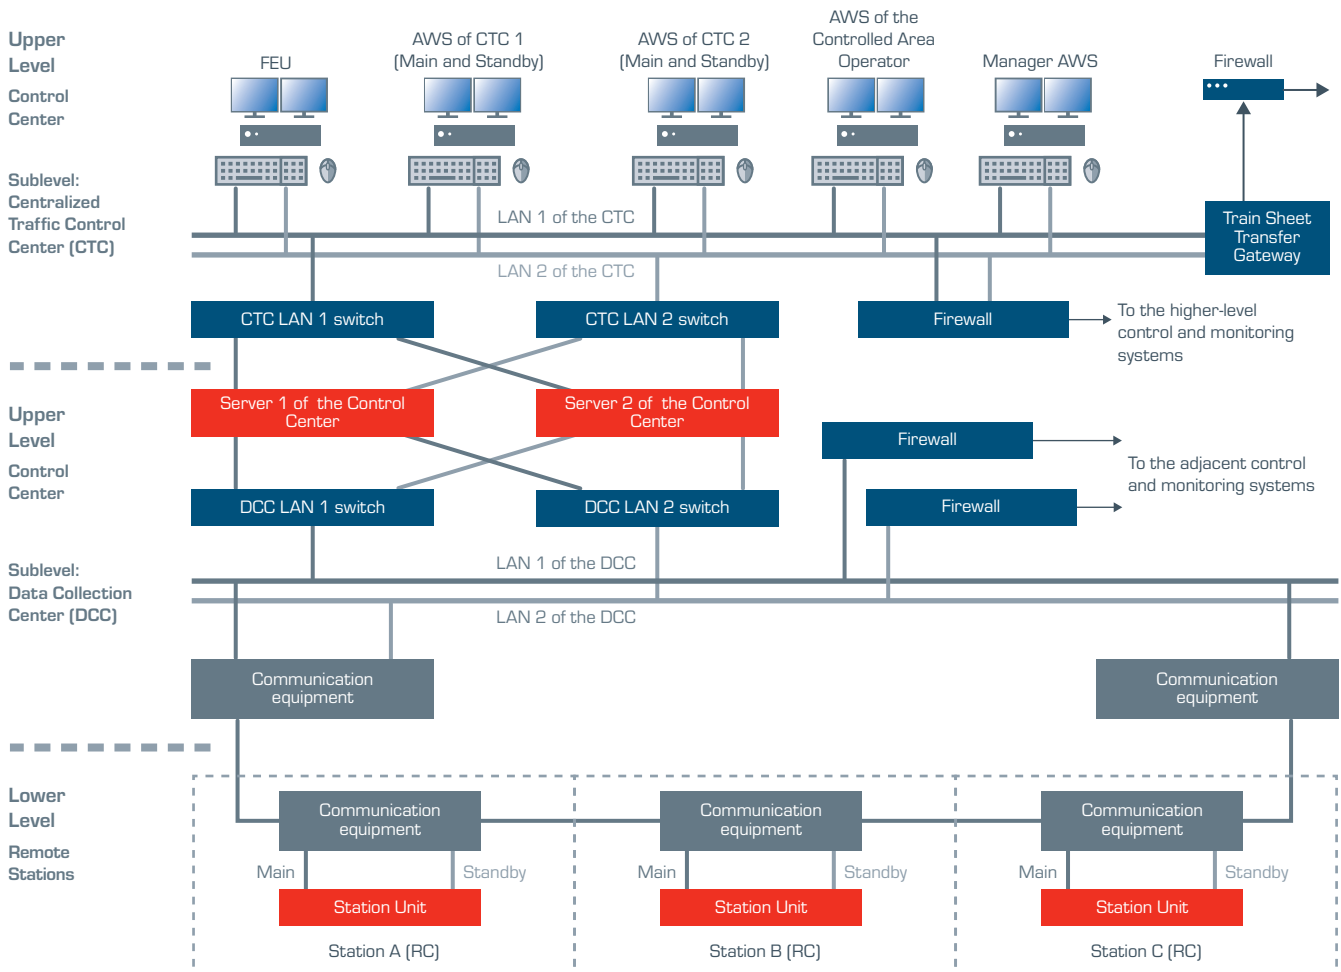 Upper
Level
Control
Center
Sublevel:
Centralized
Traffic Control
Center (CTC)
FEU
AWS of CTC 1
(Main and Standby)
AWS of CTC 2
(Main and Standby)
AWS of the
Controlled Area
Operator
Manager AWS
Firewall
LAN 1 of the CTC
LAN 2 of the CTC
Train Sheet
Transfer
Gateway
CTC LAN 1 switch
CTC LAN 2 switch
Firewall
To the higher-level
control and monitoring
systems
Upper
Level
Control
Center
Sublevel:
Data Collection
Center (DCC)
Server 1 of the Control
Center
Server 2 of the Control
Center
Firewall
To the adjacent control
and monitoring systems
DCC LAN 1 switch
DCC LAN 2 switch
Firewall
LAN 1 of the DCC
LAN 2 of the DCC
Communication
equipment
Communication
equipment
Lower
Level
Remote
Stations
Communication
equipment
Main
Standby
Station Unit
Station A (RC)
Communication
equipment
Main
Standby
Station Unit
Station B (RC)
Communication
equipment
Main
Standby
Station Unit
Station C (RC)